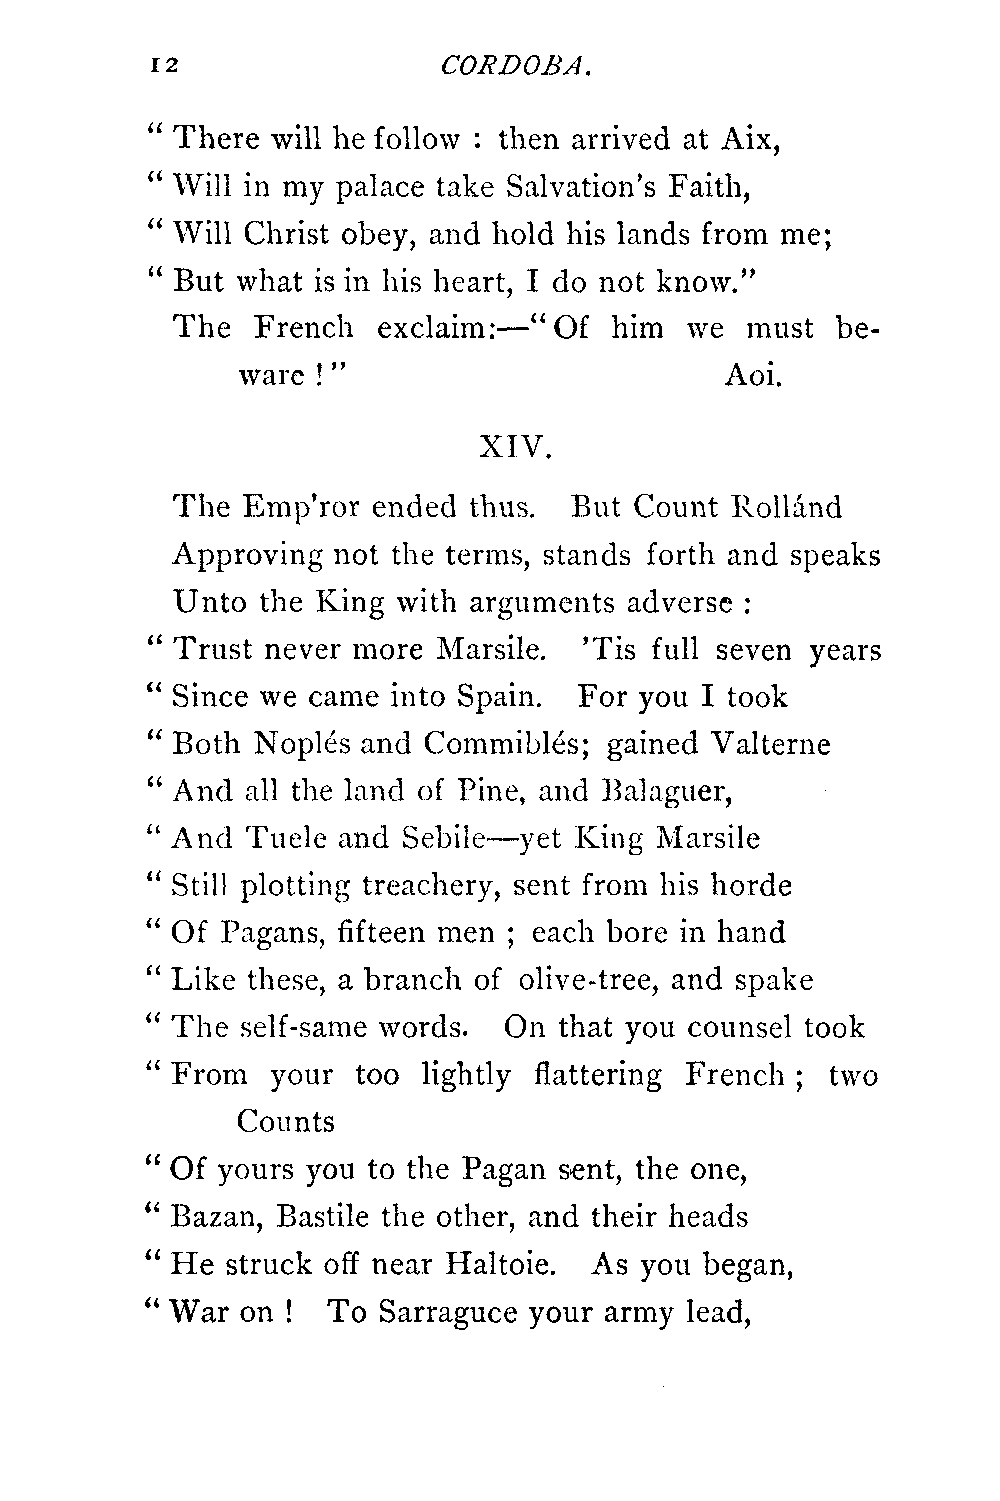 12 CORDOBA.
“ There will he follow : then arrived at Aix,
“ Will in my palace take Salvation's Faith,
“ Will Christ obey, and hold his lands from me;
“ But what is in his heart, I do not know.”
The French exclaim:—“ Of him we must be-
ware ! ” Aoi.
XIV.
The Emp'ror ended thus. But Count Rollánd
Approving not the terms, stands forth and speaks
Unto the King with arguments adverse :
“ Trust never more Marsile. 'Tis full seven years
“ Since we came into Spain. For you I took
“ Both Noplés and Commiblés; gained Valterne
“ And all the land of Pine, and Balaguer,
“ And Tuele and Sebile—yet King Marsile
“ Still plotting treachery, sent from his horde
“ Of Pagans, fifteen men ; each bore in hand
“ Like these, a branch of olive-tree, and spake
“ The self-same words. On that you counsel took
“ From your too lightly flattering French ; two
Counts
“ Of yours you to the Pagan sent, the one,
“ Bazan, Bastile the other, and their heads
“ He struck off near Haltoie. As you began,
“ War on ! To Sarraguce your army lead,